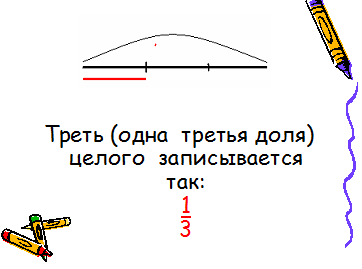 Треть (одна третья доля)
целого записывается
так:
1
3